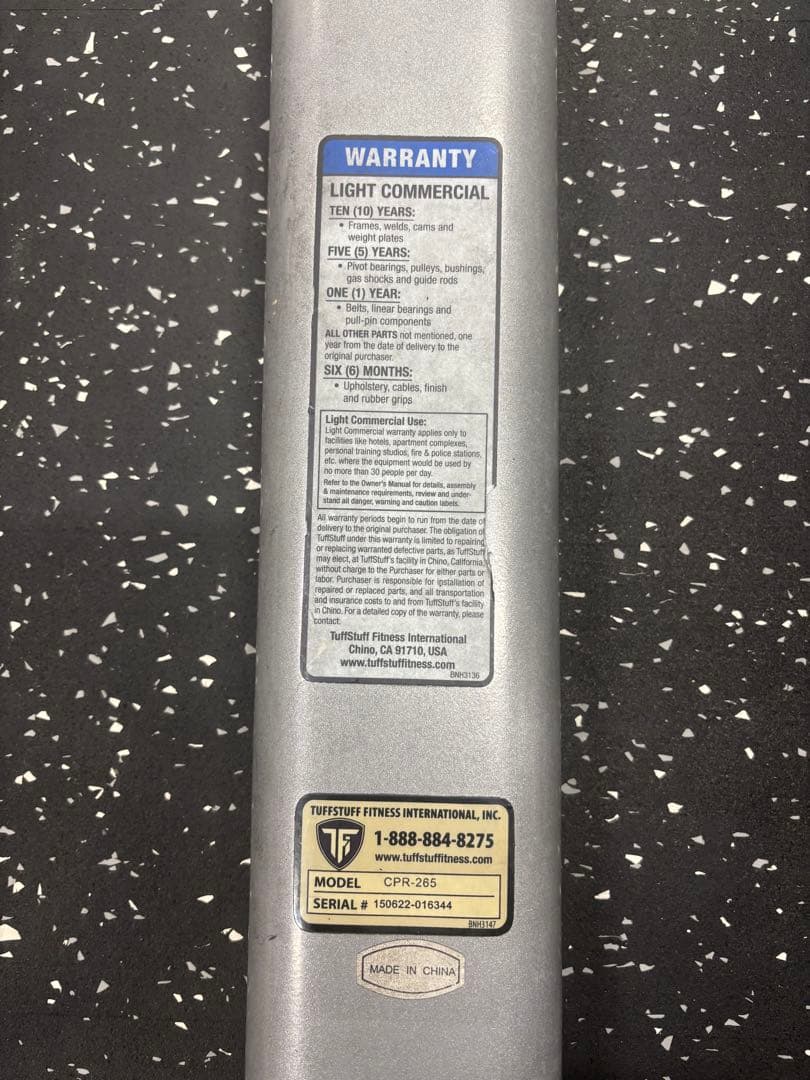 WARRANTY
LIGHT COMMERCIAL
TEN (10) YEARS:
• Frames, welds, cams and
weight plates
FIVE (5) YEARS:
• Pivot bearings, pulleys, bushings,
gas shocks and guide rods
ONE (1) YEAR:
• Belts, linear bearings and
pull-pin components
ALL OTHER PARTS not mentioned, one
year from the date of delivery to the
original purchaser.
SIX (6) MONTHS:
• Upholstery, cables, finish
and rubber grips
Light Commercial Use:
Light Commercial warranty applies only to
facilities like hotels, apartment complexes,
personal training studios, fire & police stations,
etc. where the equipment would be used by
no more than 30 people per day.
Refer to the Owner's Manual for details, assembly
& maintenance requirements, review and under-
stand all danger, warning and caution labels.
All warranty periods begin to run from the date of
delivery to the original purchaser. The obligation of
TuffStuff under this warranty is limited to repairing
or replacing warranted defective parts, as TuffStuff
may elect, at TuffStuff's facility in Chino, California,
without charge to the Purchaser for either parts or
labor. Purchaser is responsible for installation of
repaired or replaced parts, and all transportation
and insurance costs to and from TuffStuff's facility
in Chino. For a detailed copy of the warranty, please
contact:
TuffStuff Fitness International
Chino, CA 91710, USA
www.tuffstuffitness.com
BNH3136
TUFFSTUFF FITNESS INTERNATIONAL, INC.
TF
1-888-884-8275
www.tuffstuffitness.com
MODEL CPR-265
SERIAL # 150622-016344
BNH3147
MADE IN CHINA